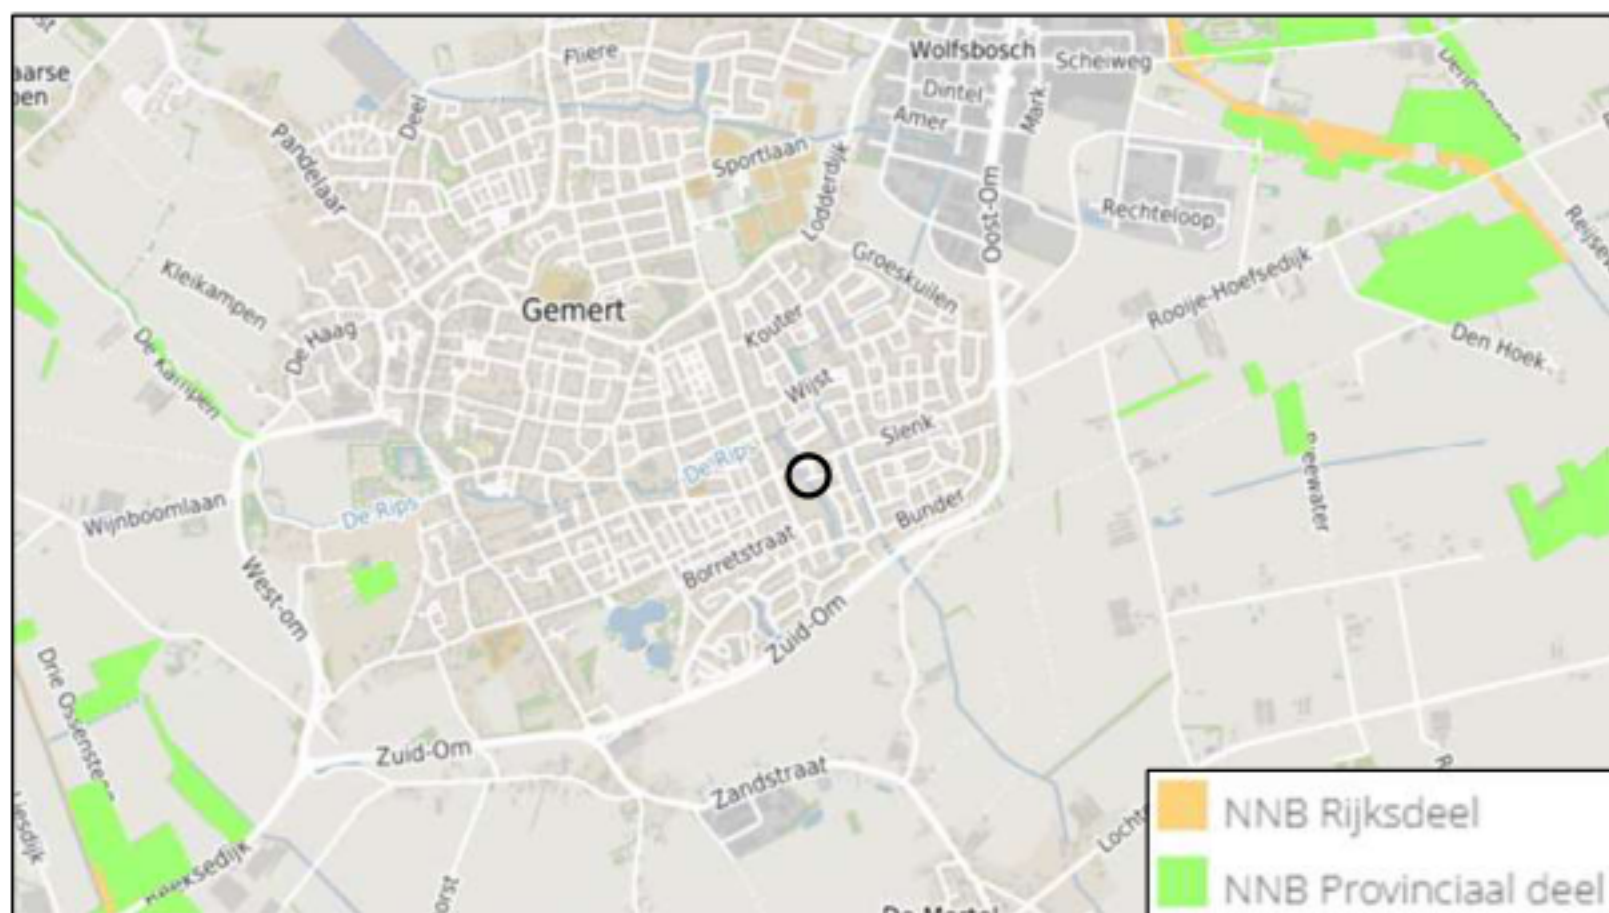 Fliere
Wolfsbosch
Scheiweg
aarse
Deel
Dintel
Mark
Amer
Pandelaar
Sportlaan
Lodderdijk
Oost-Om
Rechteloop
Kleikampen
Groeskuilen
Rooije-Hoefsedijk
Gemert
Kouter
De Haag
Den Hoek
De Kampen
Wijst
Slenk
De Rips
Wijnboomlaan
De Rips
Bunder
Borretstraat
West-om
Zuid-Om
Zuid-Om
Zandstraat
NNB Rijksdeel
NNB Provinciaal deel